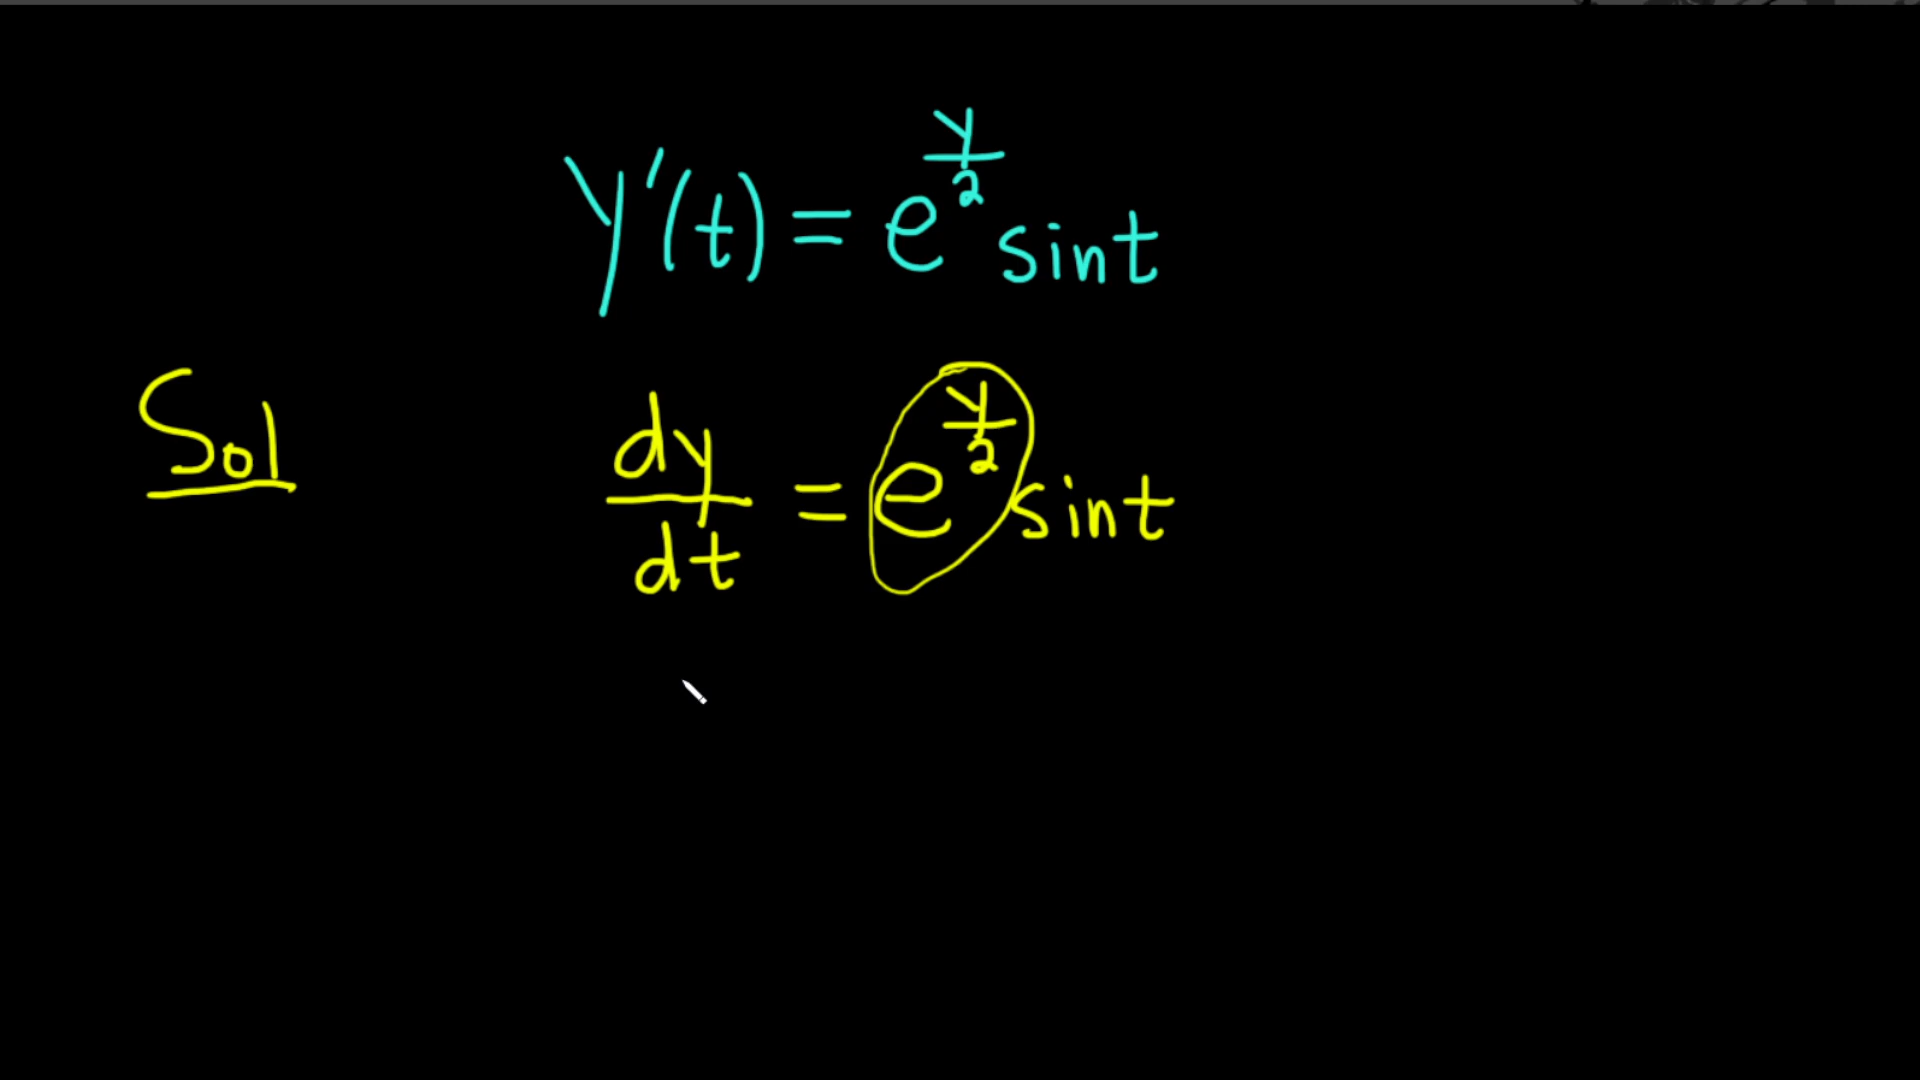 y'(t) = e^{y/2} sint
Sol
dy/dt = e^{y/2} sint